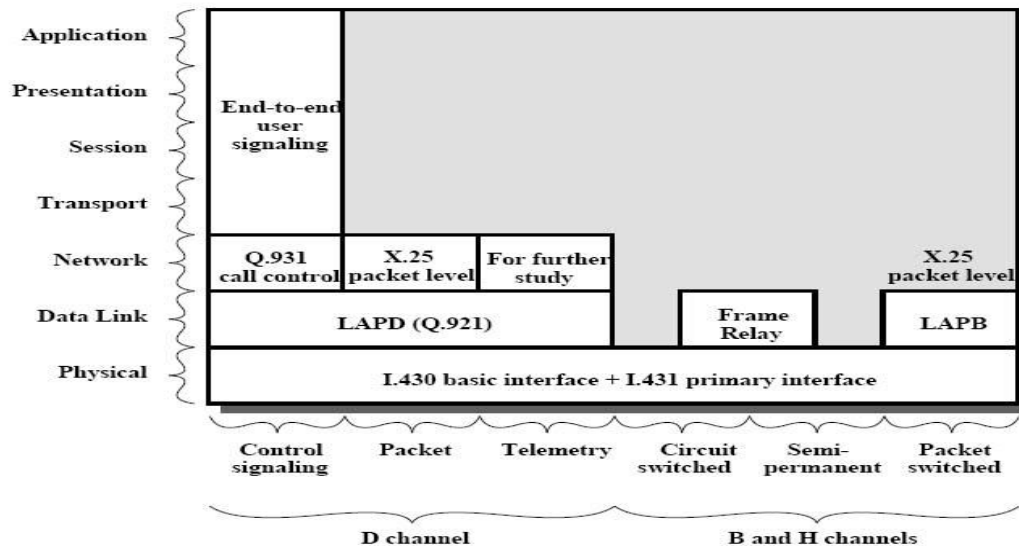 Application
Presentation
Session
Transport
Network
Data Link
Physical
End-to-end
user
signaling
Q.931
call control
X.25
packet level
For further
study
X.25
packet level
LAPD (Q.921)
Frame
Relay
LAPB
I.430 basic interface + I.431 primary interface
Control
signaling
Packet
Telemetry
Circuit
switched
Semi-
permanent
Packet
switched
D channel
B and H channels